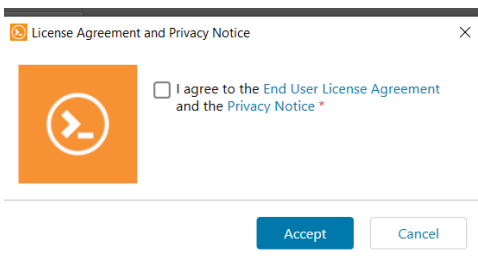 License Agreement and Privacy Notice
I agree to the End User License Agreement
and the Privacy Notice *
Accept
Cancel